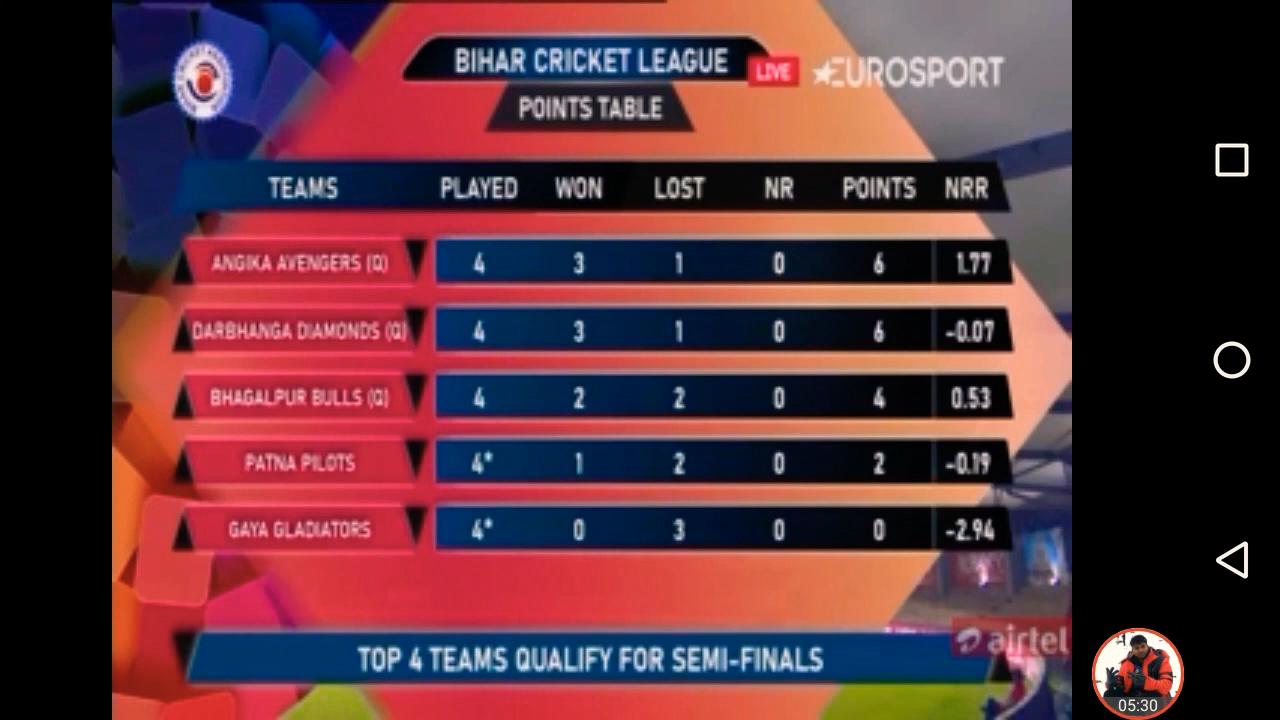 BIHAR CRICKET LEAGUE
LIVE
EUROSPORT
POINTS TABLE
TEAMS PLAYED WON LOST NR POINTS NRR
ANGIKA AVENGERS (Q) 4 3 1 0 6 1.77
DARBHANGA DIAMONDS (Q) 4 3 1 0 6 -0.07
BHAGALPUR BULLS (Q) 4 2 2 0 4 0.53
PATNA PILOTS 4* 1 2 0 2 -0.19
GAYA GLADIATORS 4* 0 3 0 0 -2.94
airtel
TOP 4 TEAMS QUALIFY FOR SEMI-FINALS
05:30